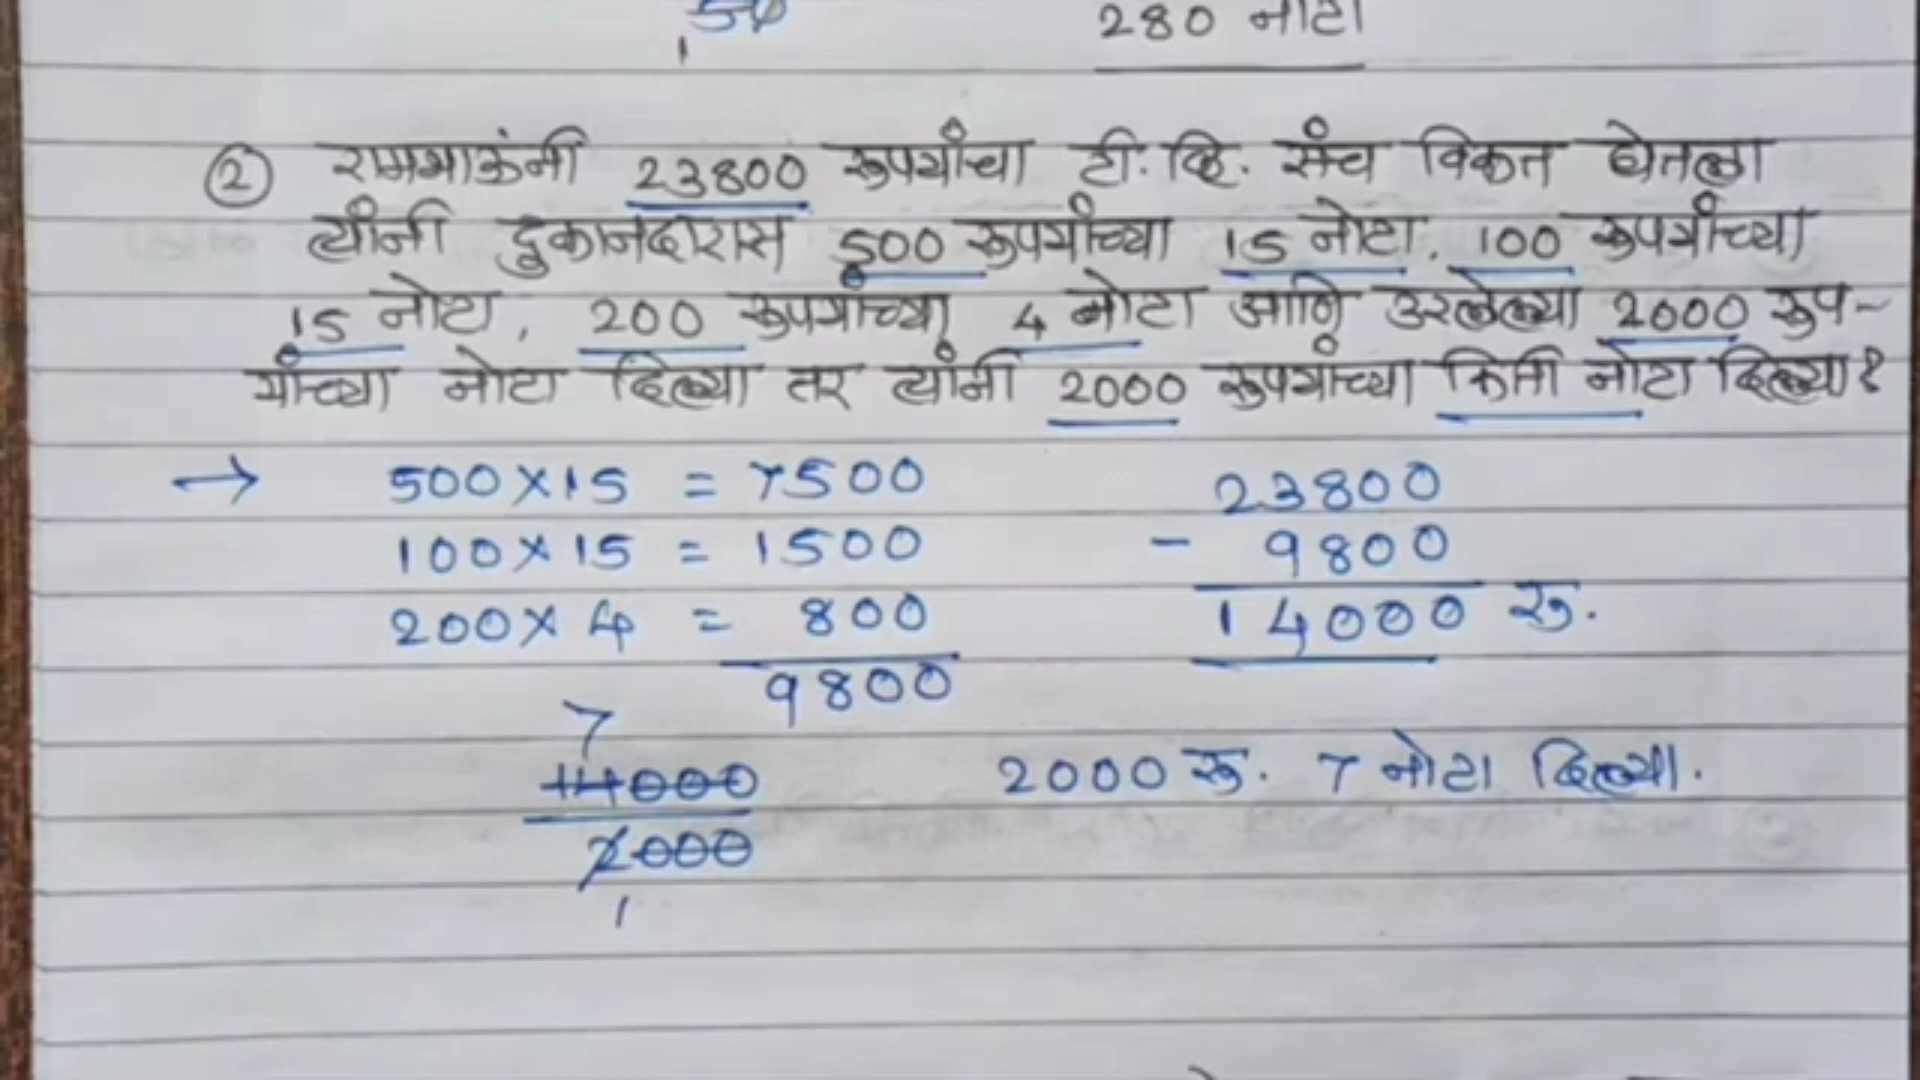 280 नोटा
② रामभाऊंनी 23800 रुपयांचा टी. व्हि. संच विकत घेतला
त्यांनी दुकानदारास 500 रुपयांच्या 15 नोटा, 100 रुपयांच्या
15 नोटा, 200 रुपयांच्या 4 नोटा आणि उरलेल्या 2000 रुप-
यांच्या नोटा दिल्या तर त्यांनी 2000 रुपयांच्या किती नोटा दिल्या?
→ 500 × 15 = 7500 23800
100 × 15 = 1500 - 9800
200 × 4 = 800 14000 रु.
9800
7
14000 2000 रु. 7 नोटा दिल्या.
2000
1